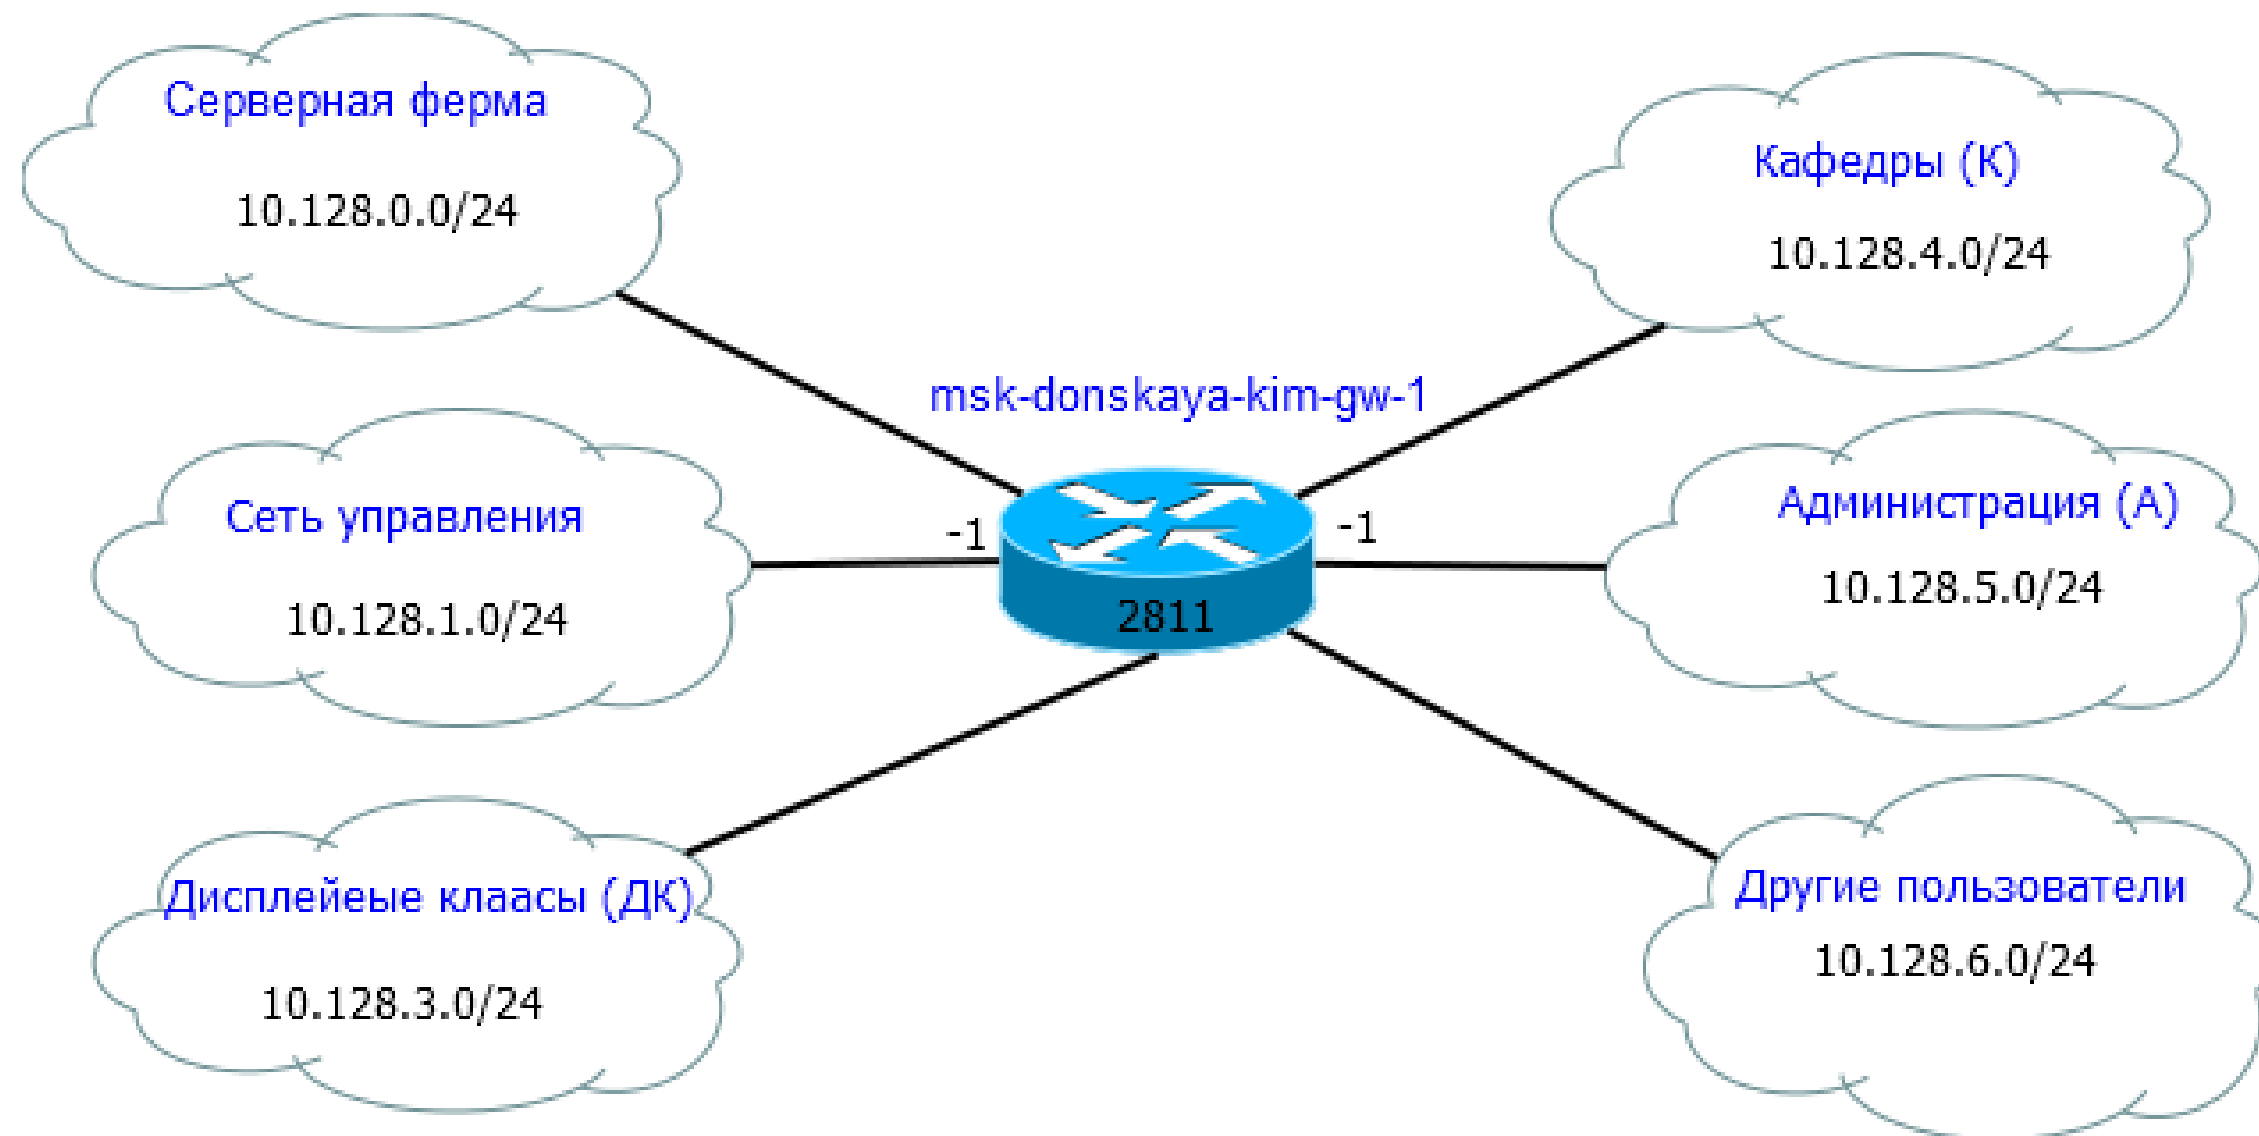 Серверная ферма
10.128.0.0/24
Кафедры (К)
10.128.4.0/24
msk-donskaya-kim-gw-1
Сеть управления
10.128.1.0/24
-1
-1
2811
Администрация (А)
10.128.5.0/24
Дисплейеые клаасы (ДК)
10.128.3.0/24
Другие пользователи
10.128.6.0/24